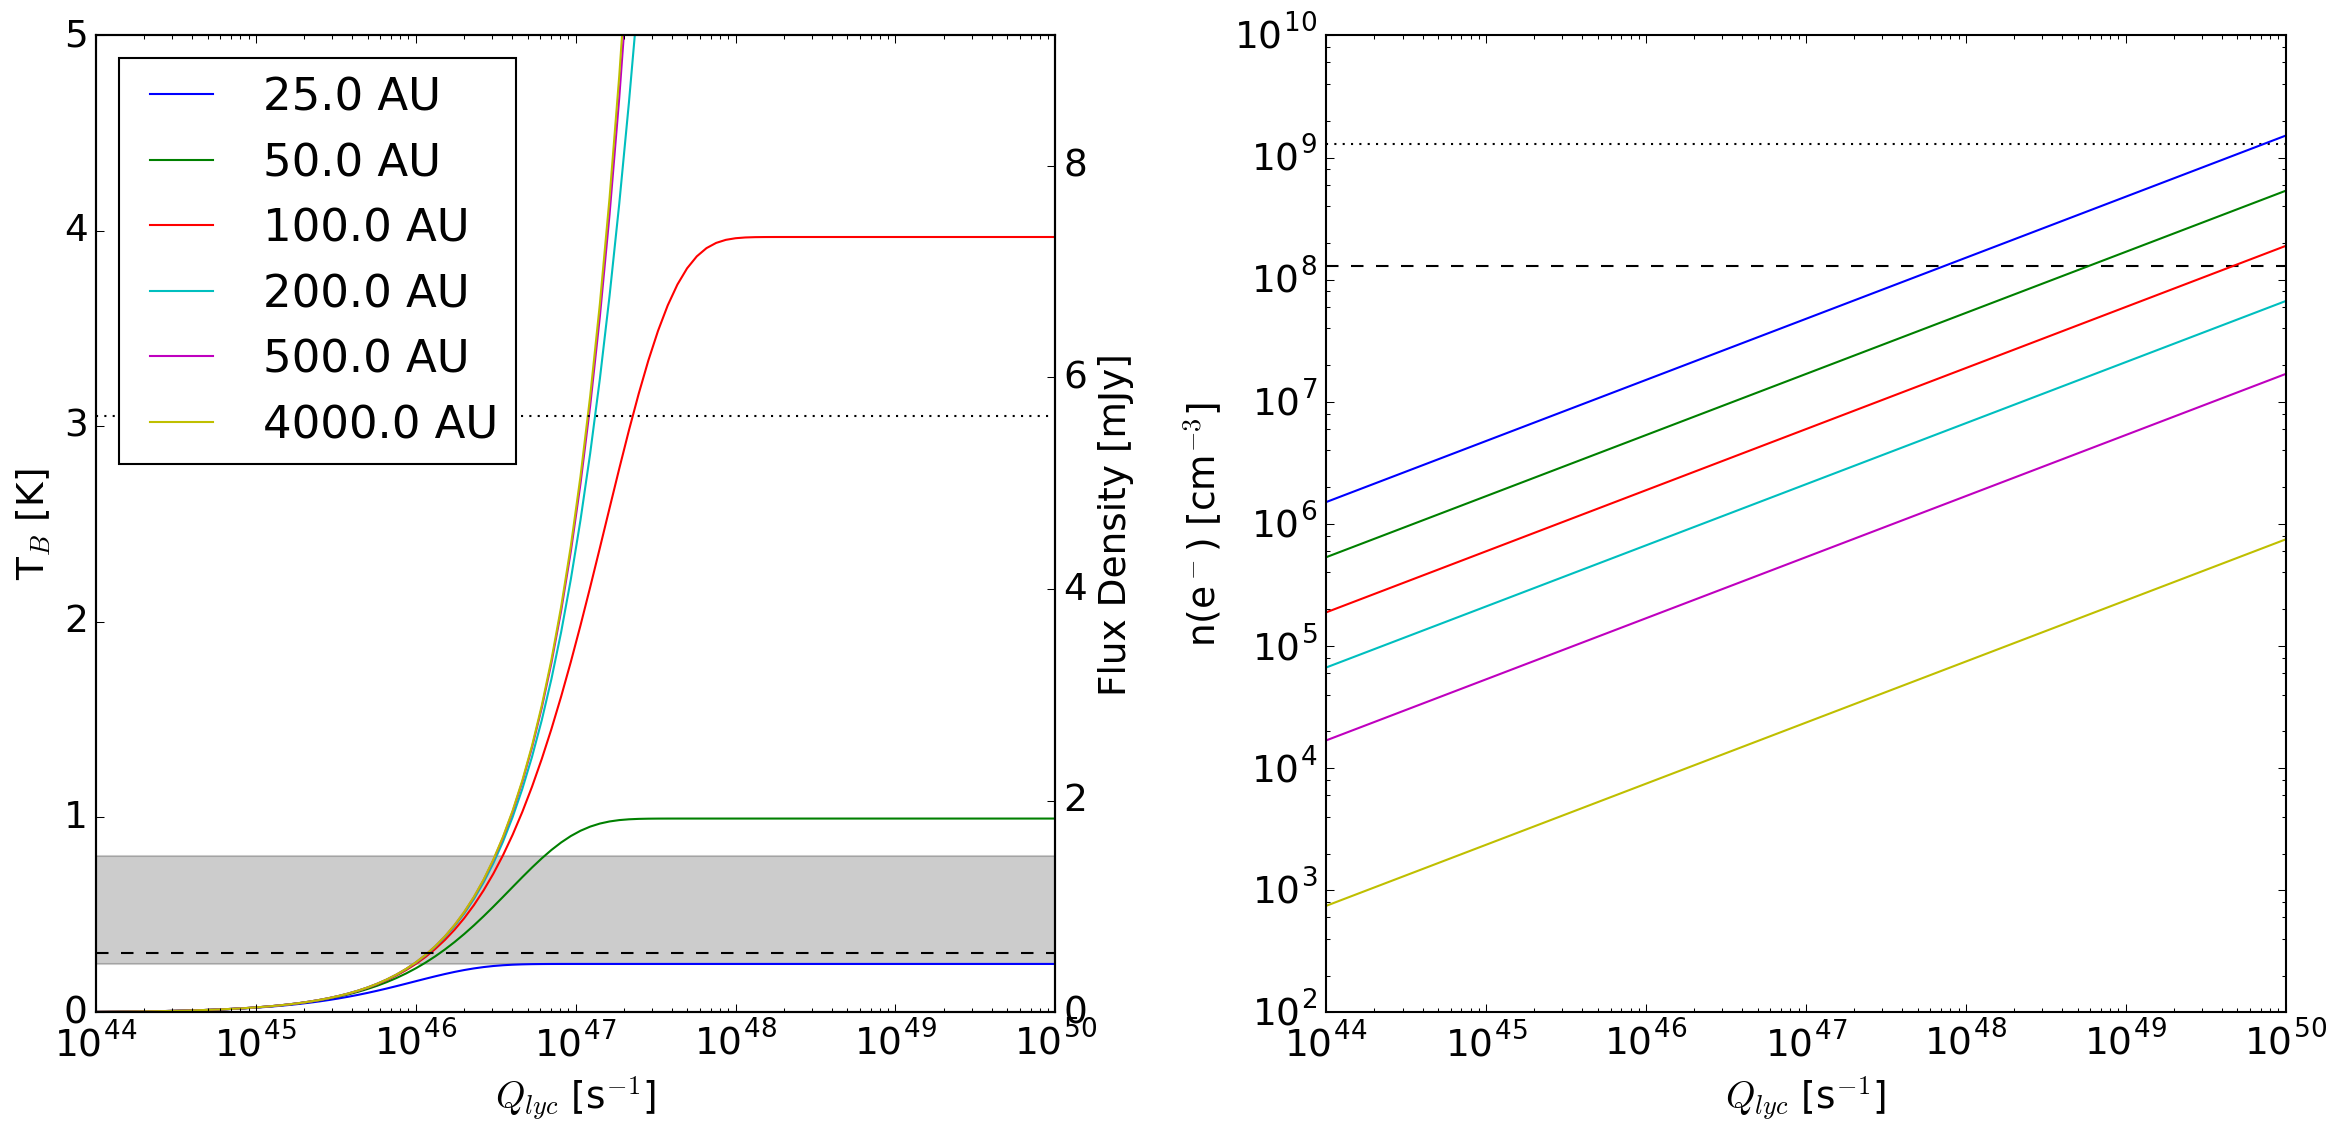 5
4
3
2
1
0
T_B [K]
25.0 AU
50.0 AU
100.0 AU
200.0 AU
500.0 AU
4000.0 AU
8
6
4
2
0
Flux Density [mJy]
10^44 10^45 10^46 10^47 10^48 10^49 10^50
Q_lyc [s^−1]
10^10
10^9
10^8
10^7
10^6
10^5
10^4
10^3
10^2
n(e^−) [cm^−3]
10^44 10^45 10^46 10^47 10^48 10^49 10^50
Q_lyc [s^−1]